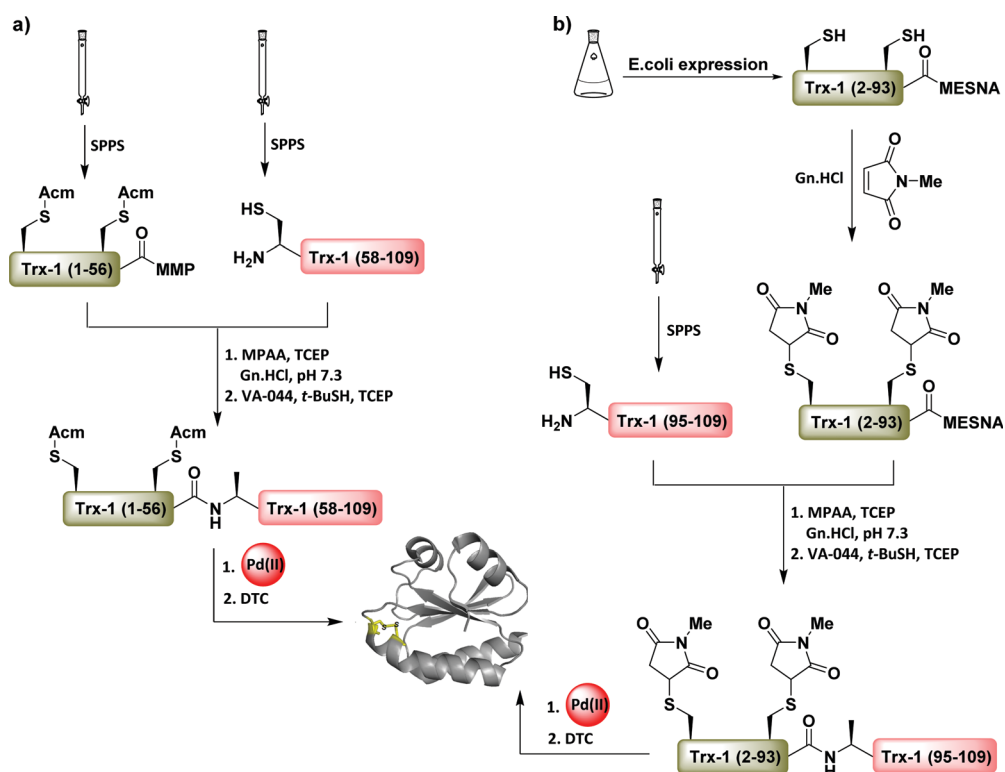 a)
SPPS
SPPS
Acm
S
Acm
S
O
Trx-1 (1-56)
MMP
HS
H2N
Trx-1 (58-109)
1. MPAA, TCEP
Gn.HCl, pH 7.3
2. VA-044, t-BuSH, TCEP
Acm
S
Acm
S
O
Trx-1 (1-56)
N
H
Trx-1 (58-109)
1. Pd(II)
2. DTC
S
S
b)
E.coli expression
SH
SH
O
Trx-1 (2-93)
MESNA
Gn.HCl
O
N
Me
O
SPPS
HS
H2N
Trx-1 (95-109)
Me
O
N
O
S
Me
O
N
O
S
O
Trx-1 (2-93)
MESNA
1. MPAA, TCEP
Gn.HCl, pH 7.3
2. VA-044, t-BuSH, TCEP
Me
O
N
O
S
Me
O
N
O
S
O
Trx-1 (2-93)
N
H
Trx-1 (95-109)
1. Pd(II)
2. DTC